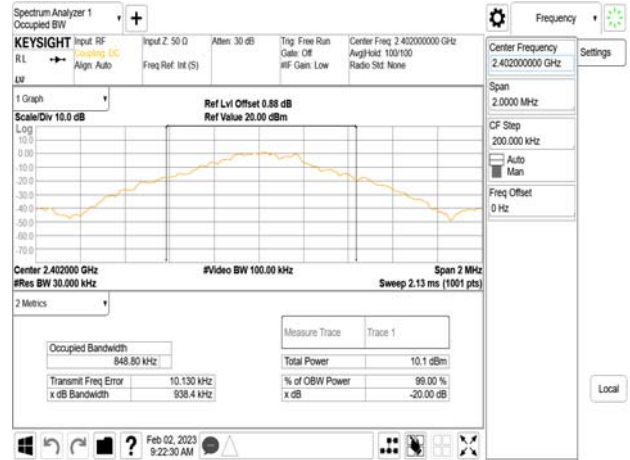 Spectrum Analyzer 1
Occupied BW
Frequency
KEYSIGHT
RL
Input: RF
Coupling: DC
Align: Auto
Input Z: 50 Ω
Freq Ref: Int (S)
Atten: 30 dB
Trig: Free Run
Gate: Off
#IF Gain: Low
Center Freq: 2.402000000 GHz
Avg|Hold: 100/100
Radio Std: None
Center Frequency
2.402000000 GHz
Settings
Span
2.0000 MHz
CF Step
200.000 kHz
Auto
Man
Freq Offset
0 Hz
1 Graph
Scale/Div 10.0 dB
Ref Lvl Offset 0.88 dB
Ref Value 20.00 dBm
Log
10.0
0.00
-10.0
-20.0
-30.0
-40.0
-50.0
-60.0
-70.0
Center 2.402000 GHz
#Res BW 30.000 kHz
#Video BW 100.00 kHz
Span 2 MHz
Sweep 2.13 ms (1001 pts)
2 Metrics
Measure Trace Trace 1
Occupied Bandwidth
848.80 kHz
Total Power 10.1 dBm
Transmit Freq Error 10.130 kHz
% of OBW Power 99.00 %
x dB Bandwidth 938.4 kHz
x dB -20.00 dB
Local
Feb 02, 2023
9:22:30 AM